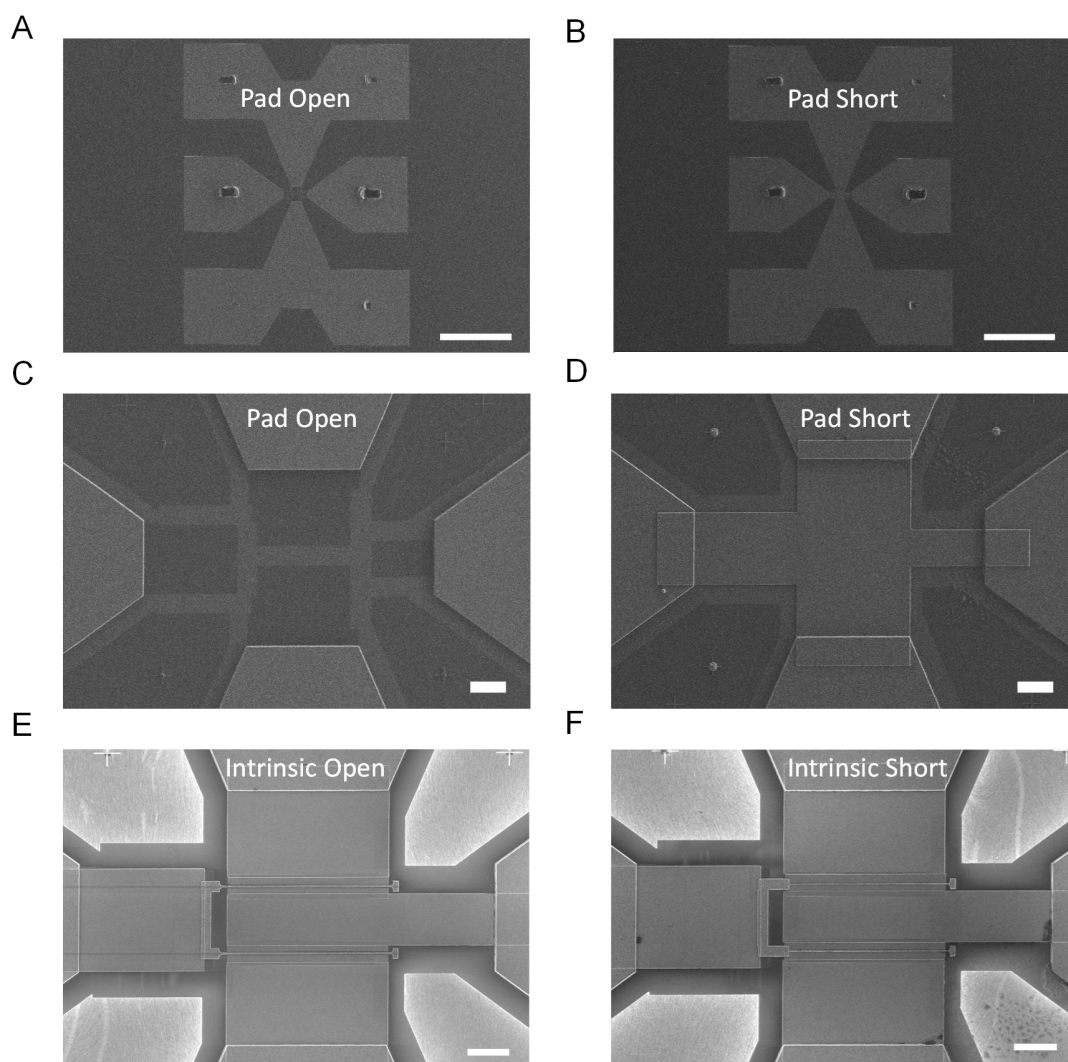 A
B
Pad Open
Pad Short
C
D
Pad Open
Pad Short
E
F
Intrinsic Open
Intrinsic Short